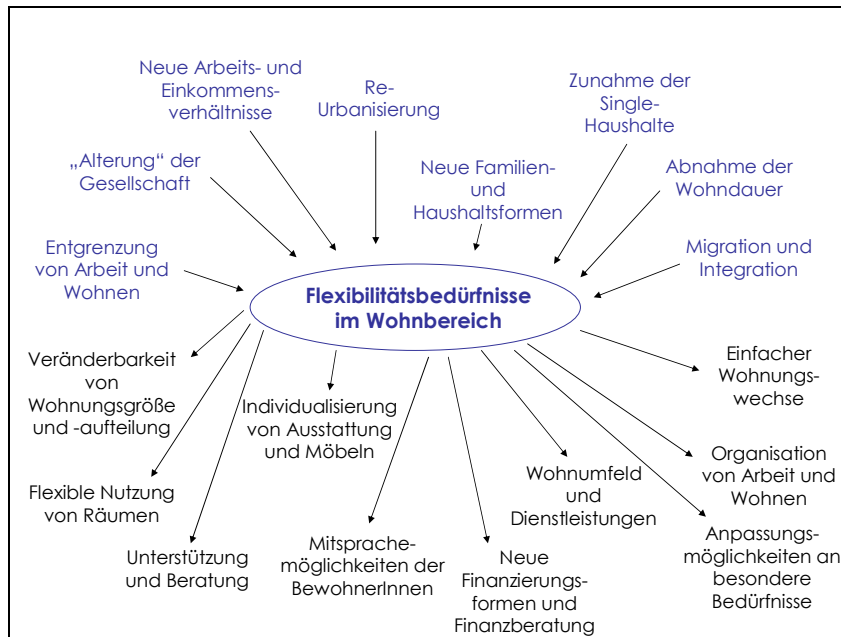 Neue Arbeits- und
Einkommens-
verhältnisse
Re-
Urbanisierung
Zunahme der
Single-
Haushalte
„Alterung“ der
Gesellschaft
Neue Familien-
und
Haushaltsformen
Abnahme der
Wohndauer
Entgrenzung
von Arbeit und
Wohnen
Migration und
Integration
Flexibilitätsbedürfnisse
im Wohnbereich
Veränderbarkeit
von
Wohnungsgröße
und -aufteilung
Individualisierung
von Ausstattung
und Möbeln
Einfacher
Wohnungs-
wechse
Flexible Nutzung
von Räumen
Wohnumfeld
und
Dienstleistungen
Organisation
von Arbeit und
Wohnen
Unterstützung
und Beratung
Mitsprache-
möglichkeiten der
BewohnerInnen
Neue
Finanzierungs-
formen und
Finanzberatung
Anpassungs-
möglichkeiten an
besondere
Bedürfnisse